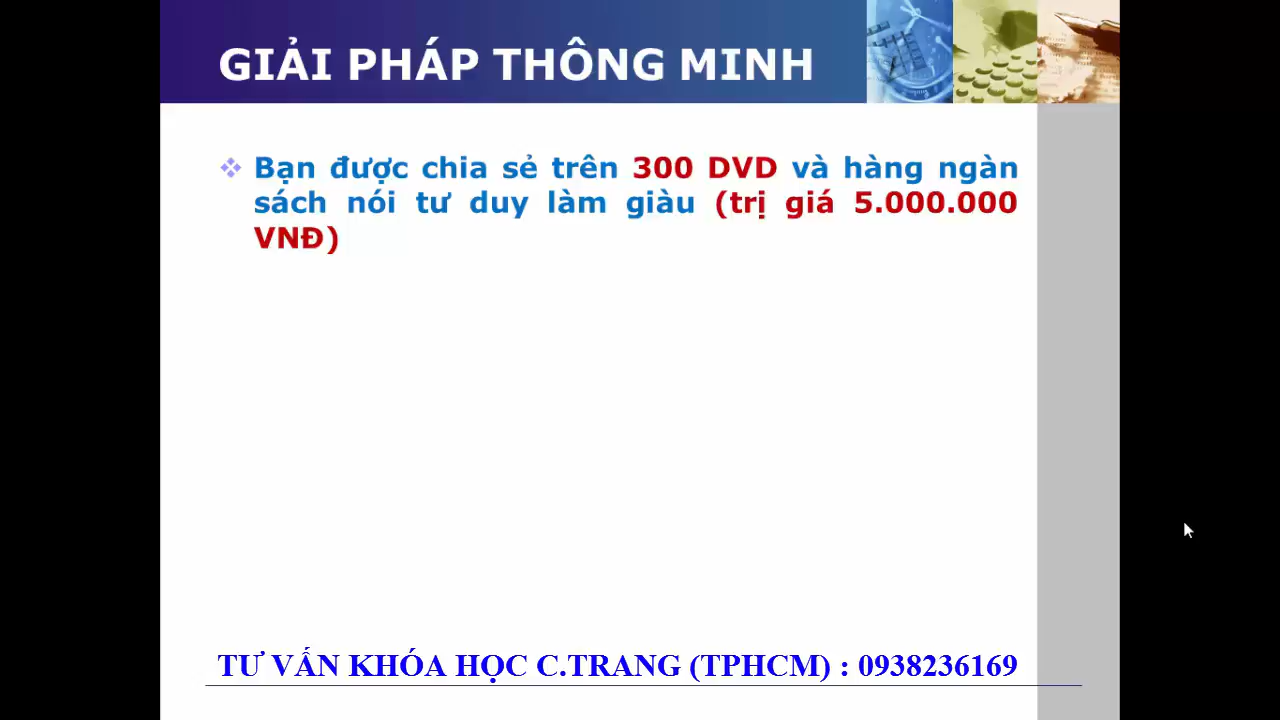 GIẢI PHÁP THÔNG MINH
Bạn được chia sẻ trên 300 DVD và hàng ngàn
sách nói tư duy làm giàu (trị giá 5.000.000
VNĐ)
TƯ VẤN KHÓA HỌC C.TRANG (TPHCM) : 0938236169